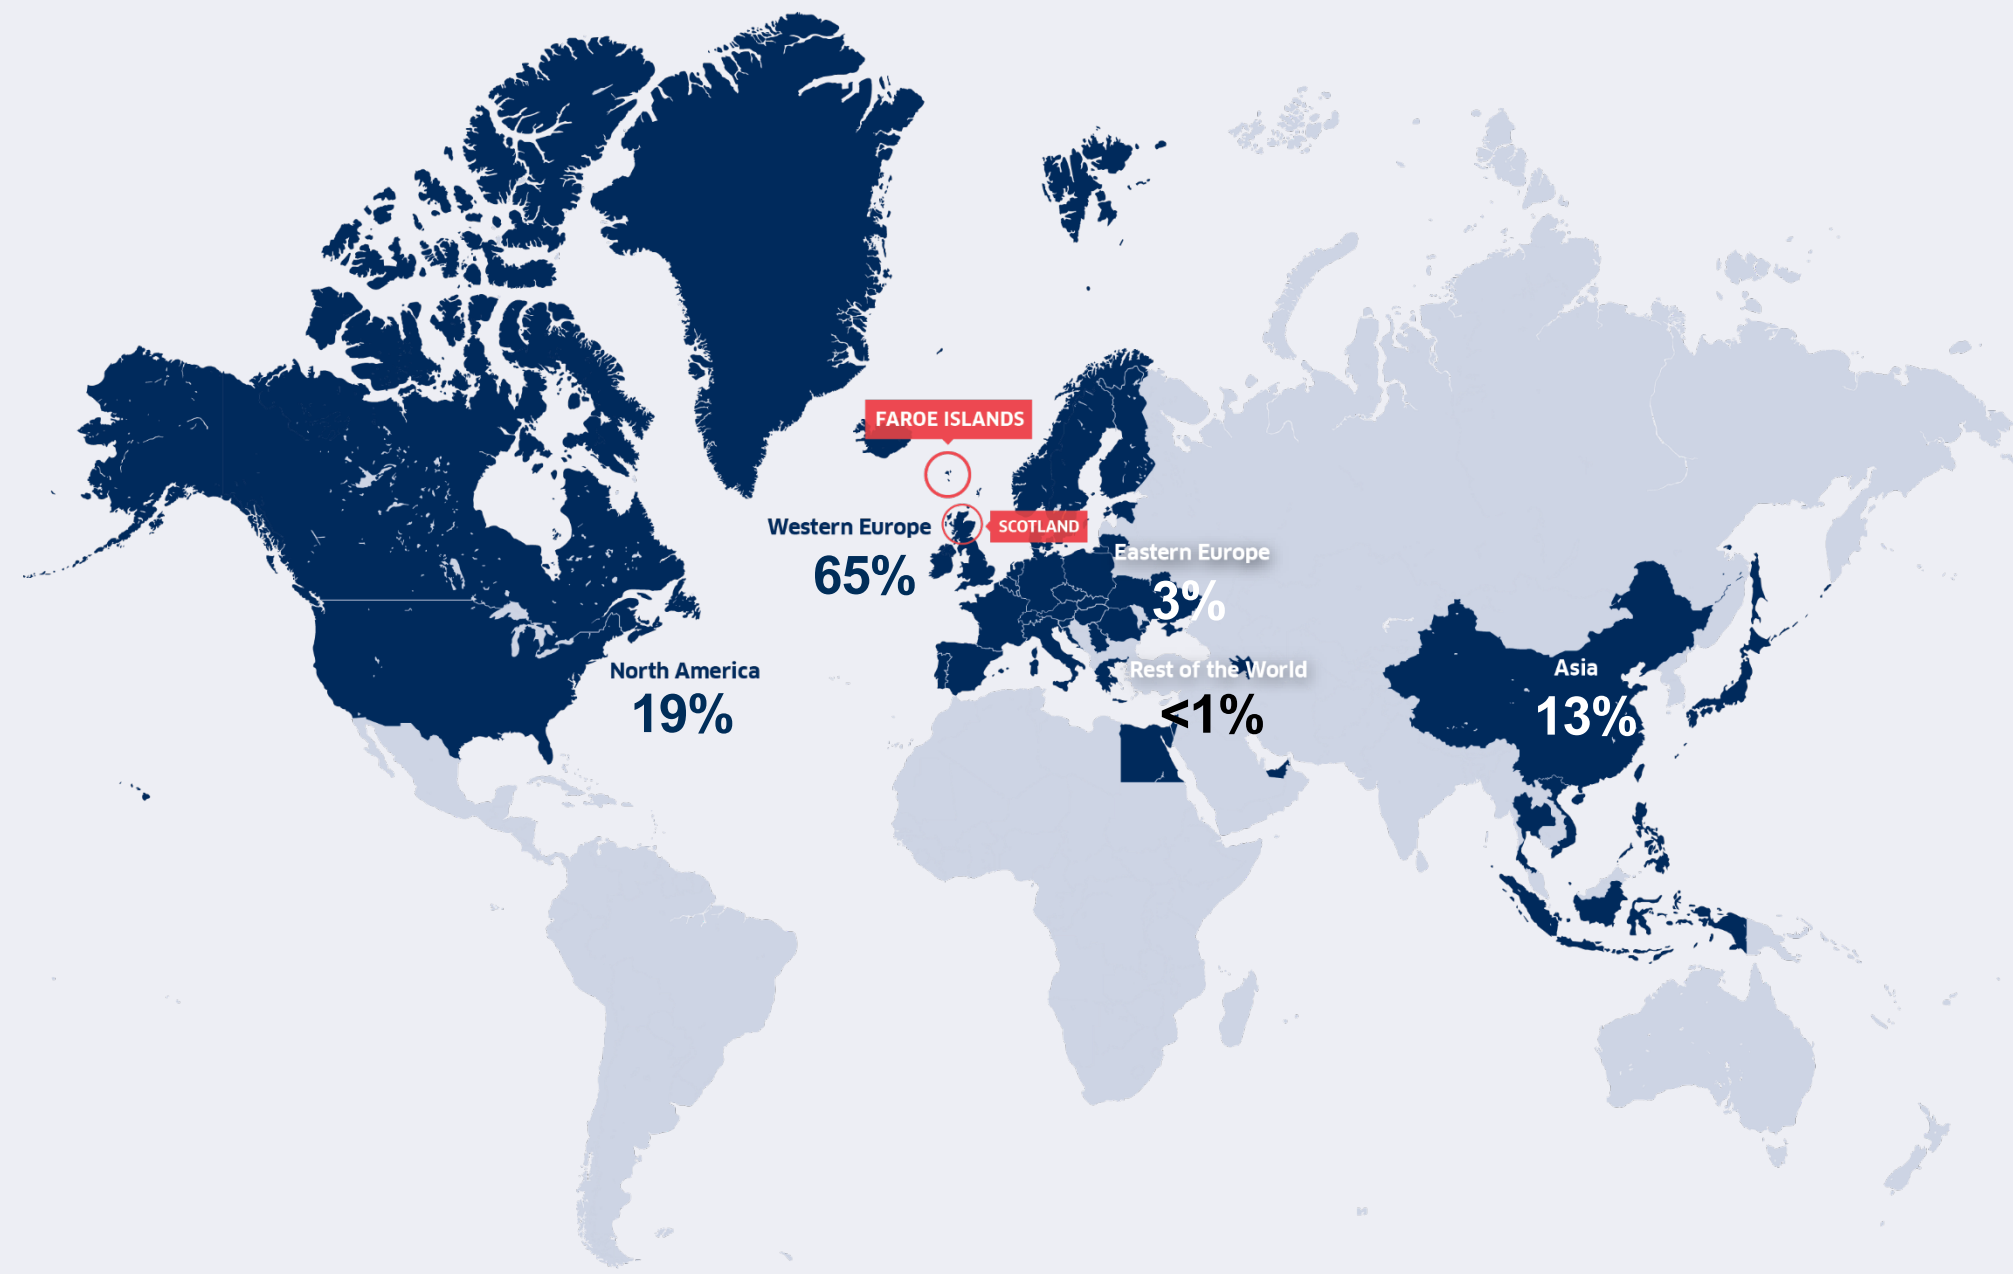 FAROE ISLANDS
Western Europe
65%
SCOTLAND
Eastern Europe
3%
North America
19%
Rest of the World
<1%
Asia
13%